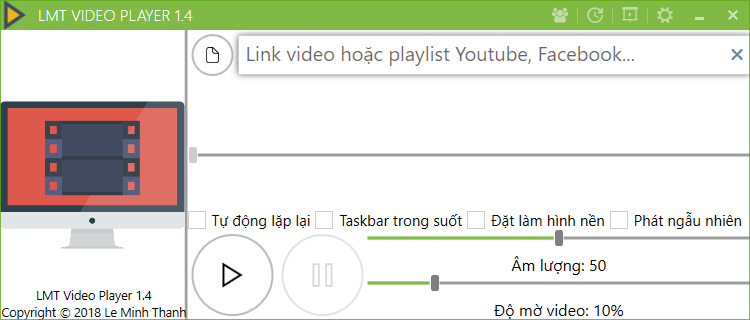 LMT VIDEO PLAYER 1.4
Link video hoặc playlist Youtube, Facebook...
Tự động lặp lại
Taskbar trong suốt
Đặt làm hình nền
Phát ngẫu nhiên
Âm lượng: 50
Độ mờ video: 10%
LMT Video Player 1.4
Copyright © 2018 Le Minh Thanh